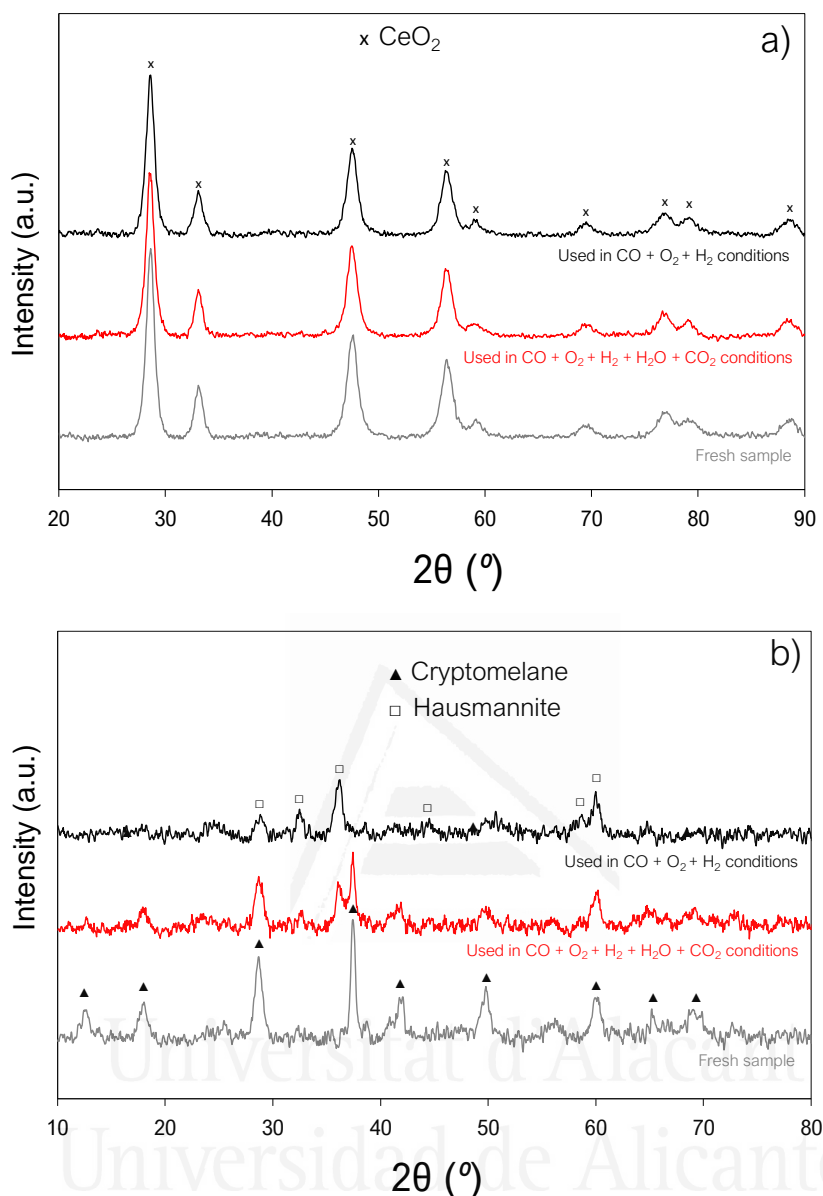 x CeO2
a)
Intensity (a.u.)
Used in CO + O2 + H2 conditions
Used in CO + O2 + H2 + H2O + CO2 conditions
Fresh sample
20 30 40 50 60 70 80 90
2θ (º)
b)
▲ Cryptomelane
□ Hausmannite
Intensity (a.u.)
Used in CO + O2 + H2 conditions
Used in CO + O2 + H2 + H2O + CO2 conditions
Fresh sample
Universitat d'Alacant
10 20 30 40 50 60 70 80
Universidad de Alicante
2θ (º)